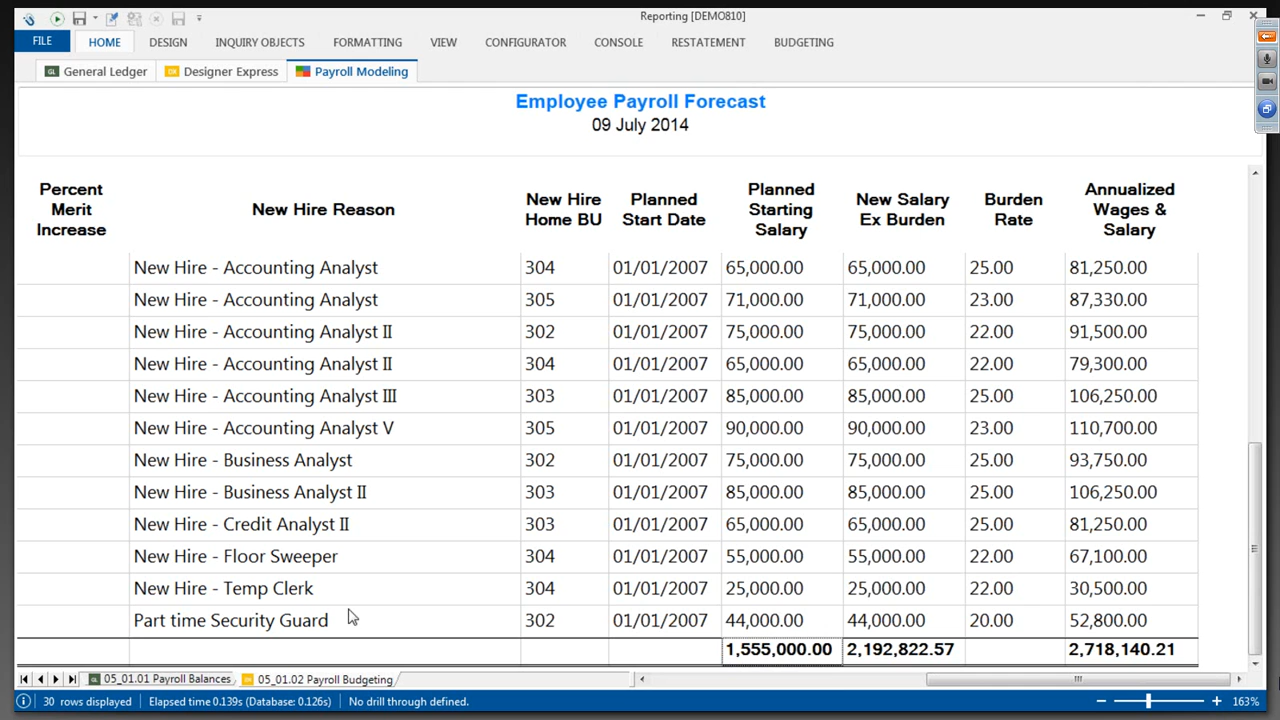 Reporting [DEMO810]
FILE HOME DESIGN INQUIRY OBJECTS FORMATTING VIEW CONFIGURATOR CONSOLE RESTATEMENT BUDGETING
GL General Ledger DX Designer Express Payroll Modeling
Employee Payroll Forecast
09 July 2014
Percent Merit Increase New Hire Reason New Hire Home BU Planned Start Date Planned Starting Salary New Salary Ex Burden Burden Rate Annualized Wages & Salary
New Hire - Accounting Analyst 304 01/01/2007 65,000.00 65,000.00 25.00 81,250.00
New Hire - Accounting Analyst 305 01/01/2007 71,000.00 71,000.00 23.00 87,330.00
New Hire - Accounting Analyst II 302 01/01/2007 75,000.00 75,000.00 22.00 91,500.00
New Hire - Accounting Analyst II 304 01/01/2007 65,000.00 65,000.00 22.00 79,300.00
New Hire - Accounting Analyst III 303 01/01/2007 85,000.00 85,000.00 25.00 106,250.00
New Hire - Accounting Analyst V 305 01/01/2007 90,000.00 90,000.00 23.00 110,700.00
New Hire - Business Analyst 302 01/01/2007 75,000.00 75,000.00 25.00 93,750.00
New Hire - Business Analyst II 303 01/01/2007 85,000.00 85,000.00 25.00 106,250.00
New Hire - Credit Analyst II 303 01/01/2007 65,000.00 65,000.00 25.00 81,250.00
New Hire - Floor Sweeper 304 01/01/2007 55,000.00 55,000.00 22.00 67,100.00
New Hire - Temp Clerk 304 01/01/2007 25,000.00 25,000.00 22.00 30,500.00
Part time Security Guard 302 01/01/2007 44,000.00 44,000.00 20.00 52,800.00
1,555,000.00 2,192,822.57 2,718,140.21
05_01.01 Payroll Balances 05_01.02 Payroll Budgeting
30 rows displayed Elapsed time 0.139s (Database: 0.126s) No drill through defined. 163%